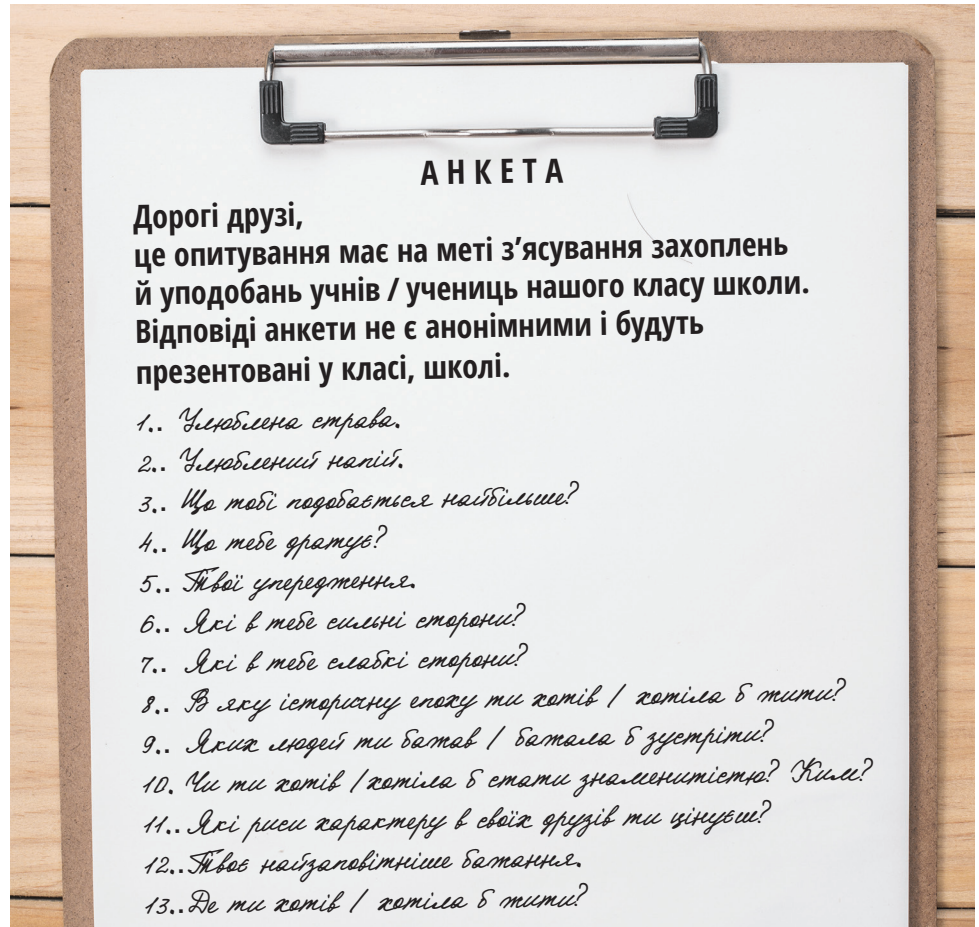 АНКЕТА
Дорогі друзі,
це опитування має на меті з’ясування захоплень
й уподобань учнів / учениць нашого класу школи.
Відповіді анкети не є анонімними і будуть
презентовані у класі, школі.
1.. Улюблена страва.
2.. Улюблений напій.
3.. Що тобі подобається найбільше?
4.. Що тебе дратує?
5.. Твої упередження.
6.. Які в тебе сильні сторони?
7.. Які в тебе слабкі сторони?
8.. В яку історичну епоху ти хотів / хотіла б жити?
9.. Яких людей ти бажав / бажала б зустріти?
10. Чи ти хотів /хотіла б стати знаменитістю? Ким?
11.. Які риси характеру в своїх друзів ти цінуєш?
12.. Твоє найзаповітніше бажання.
13.. Де ти хотів / хотіла б жити?